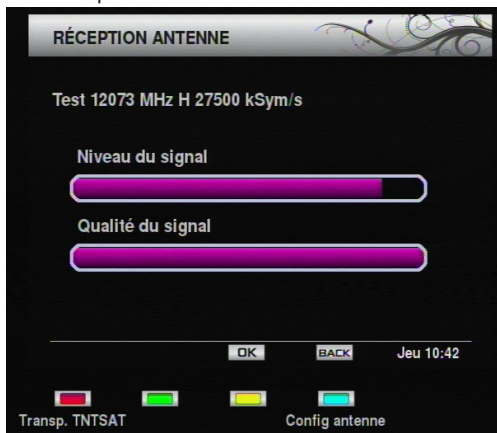 RÉCEPTION ANTENNE
Test 12073 MHz H 27500 kSym/s
Niveau du signal
Qualité du signal
OK BACK Jeu 10:42
Transp. TNTSAT Config antenne